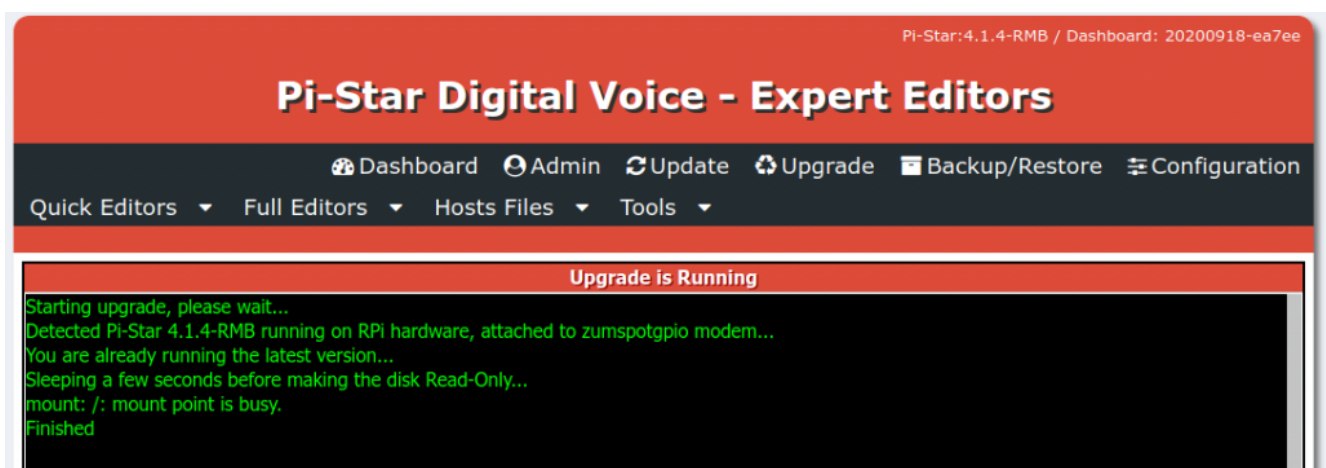 Pi-Star:4.1.4-RMB / Dashboard: 20200918-ea7ee
Pi-Star Digital Voice - Expert Editors
Dashboard Admin Update Upgrade Backup/Restore Configuration
Quick Editors Full Editors Hosts Files Tools
Upgrade is Running
Starting upgrade, please wait...
Detected Pi-Star 4.1.4-RMB running on RPi hardware, attached to zumspotgpio modem...
You are already running the latest version...
Sleeping a few seconds before making the disk Read-Only...
mount: /: mount point is busy.
Finished